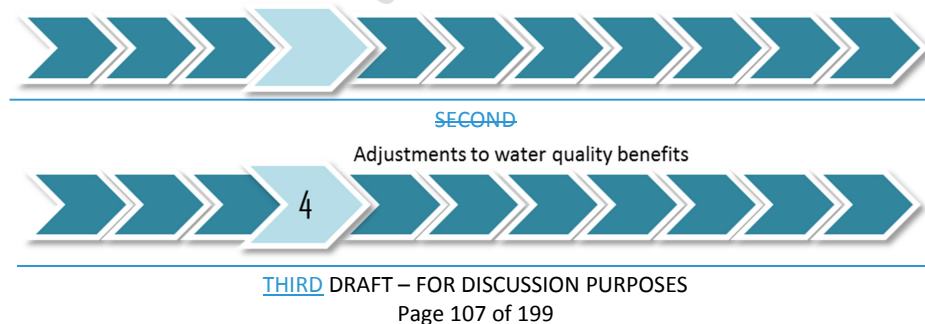 SECOND
Adjustments to water quality benefits
4
THIRD DRAFT – FOR DISCUSSION PURPOSES
Page 107 of 199